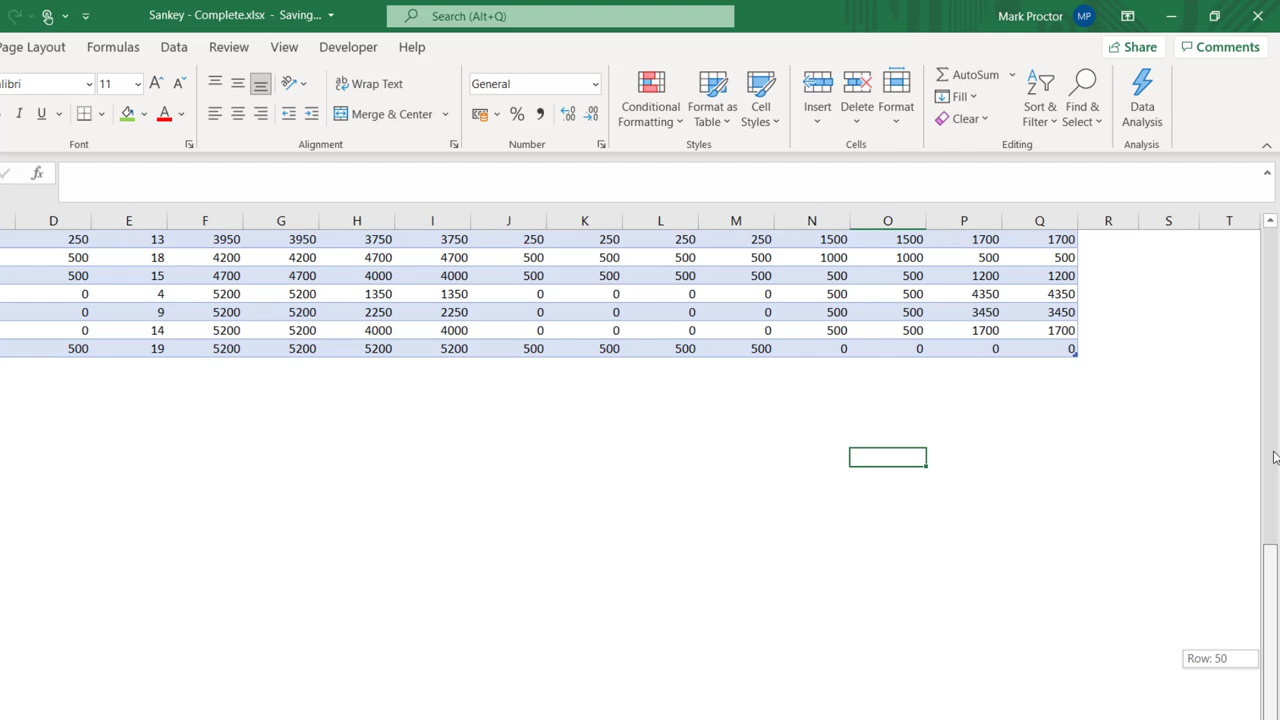 Sankey - Complete.xlsx - Saving...
Search (Alt+Q)
Mark Proctor MP
Page Layout Formulas Data Review View Developer Help
Share Comments
alibri 11
I U
Font
Wrap Text
Merge & Center
Alignment
General
%
Number
Conditional
Formatting
Format as
Table
Cell
Styles
Styles
Insert
Delete
Format
Cells
AutoSum
Fill
Clear
Sort &
Filter
Find &
Select
Editing
Data
Analysis
Analysis
fx
D E F G H I J K L M N O P Q R S T
250 13 3950 3950 3750 3750 250 250 250 250 1500 1500 1700 1700
500 18 4200 4200 4700 4700 500 500 500 500 1000 1000 500 500
500 15 4700 4700 4000 4000 500 500 500 500 500 500 1200 1200
0 4 5200 5200 1350 1350 0 0 0 0 500 500 4350 4350
0 9 5200 5200 2250 2250 0 0 0 0 500 500 3450 3450
0 14 5200 5200 4000 4000 0 0 0 0 500 500 1700 1700
500 19 5200 5200 5200 5200 500 500 500 500 0 0 0 0
Row: 50